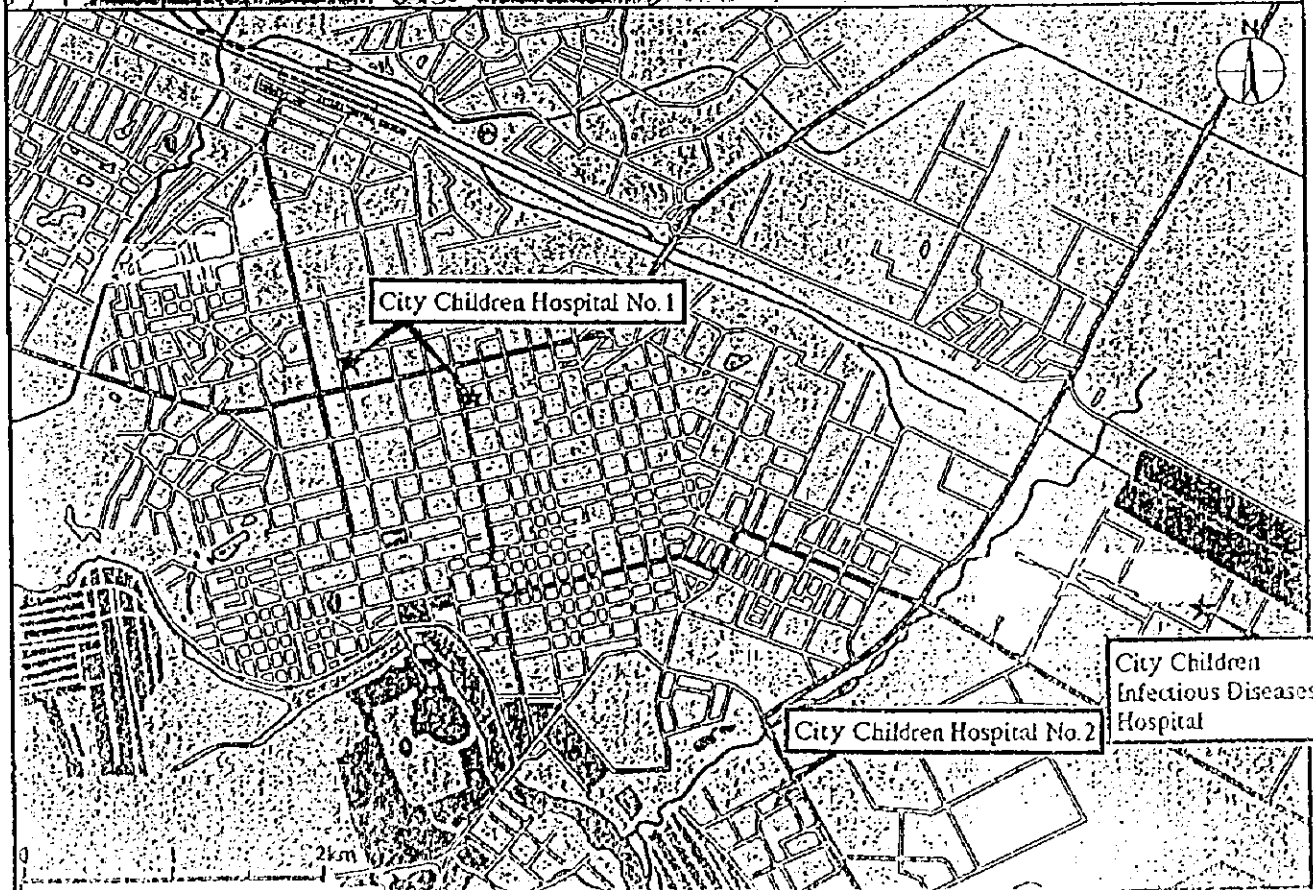 N
City Children Hospital No.1
City Children
Infectious Diseases
Hospital
City Children Hospital No.2
0
2km